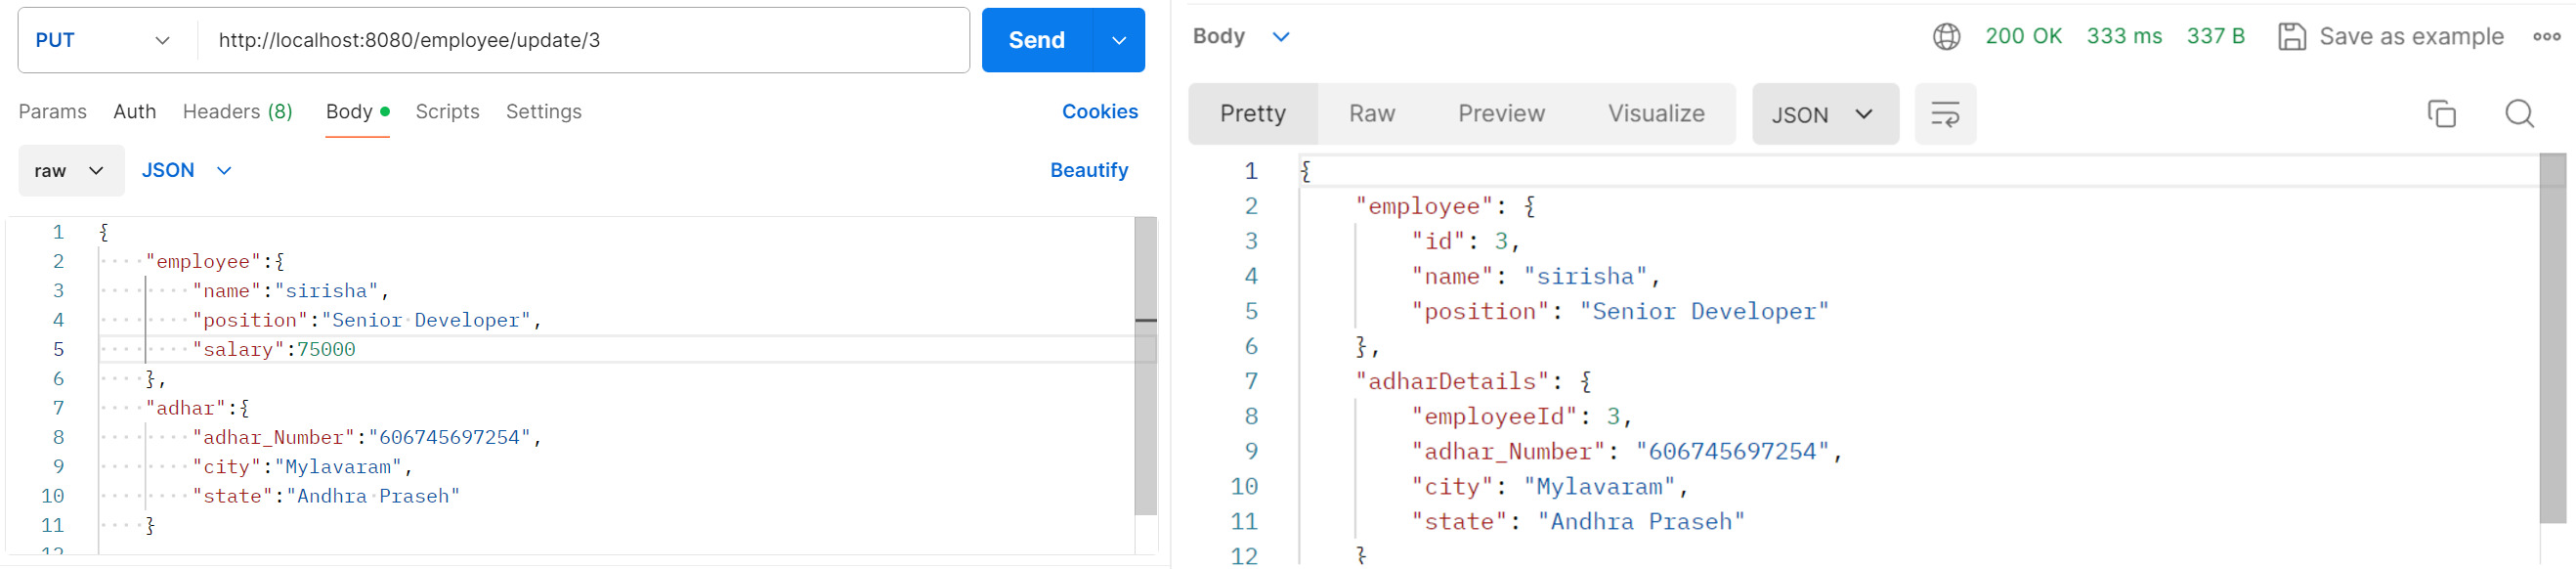 PUT http://localhost:8080/employee/update/3 Send
Params Auth Headers (8) Body Scripts Settings Cookies
raw JSON Beautify
1 {
2 "employee":{
3 "name":"sirisha",
4 "position":"Senior Developer",
5 "salary":75000
6 },
7 "adhar":{
8 "adhar_Number":"606745697254",
9 "city":"Mylavaram",
10 "state":"Andhra Praseh"
11 }
12
Body 200 OK 333 ms 337 B Save as example
Pretty Raw Preview Visualize JSON
1 {
2 "employee": {
3 "id": 3,
4 "name": "sirisha",
5 "position": "Senior Developer"
6 },
7 "adharDetails": {
8 "employeeId": 3,
9 "adhar_Number": "606745697254",
10 "city": "Mylavaram",
11 "state": "Andhra Praseh"
12 }